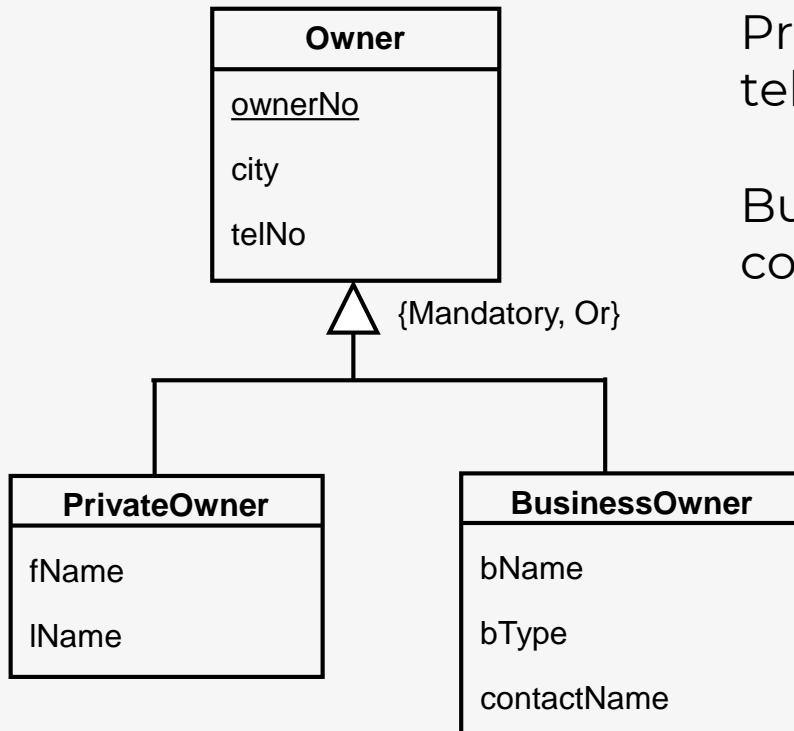 Owner
ownerNo
city
telNo
{Mandatory, Or}
PrivateOwner
fName
lName
BusinessOwner
bName
bType
contactName